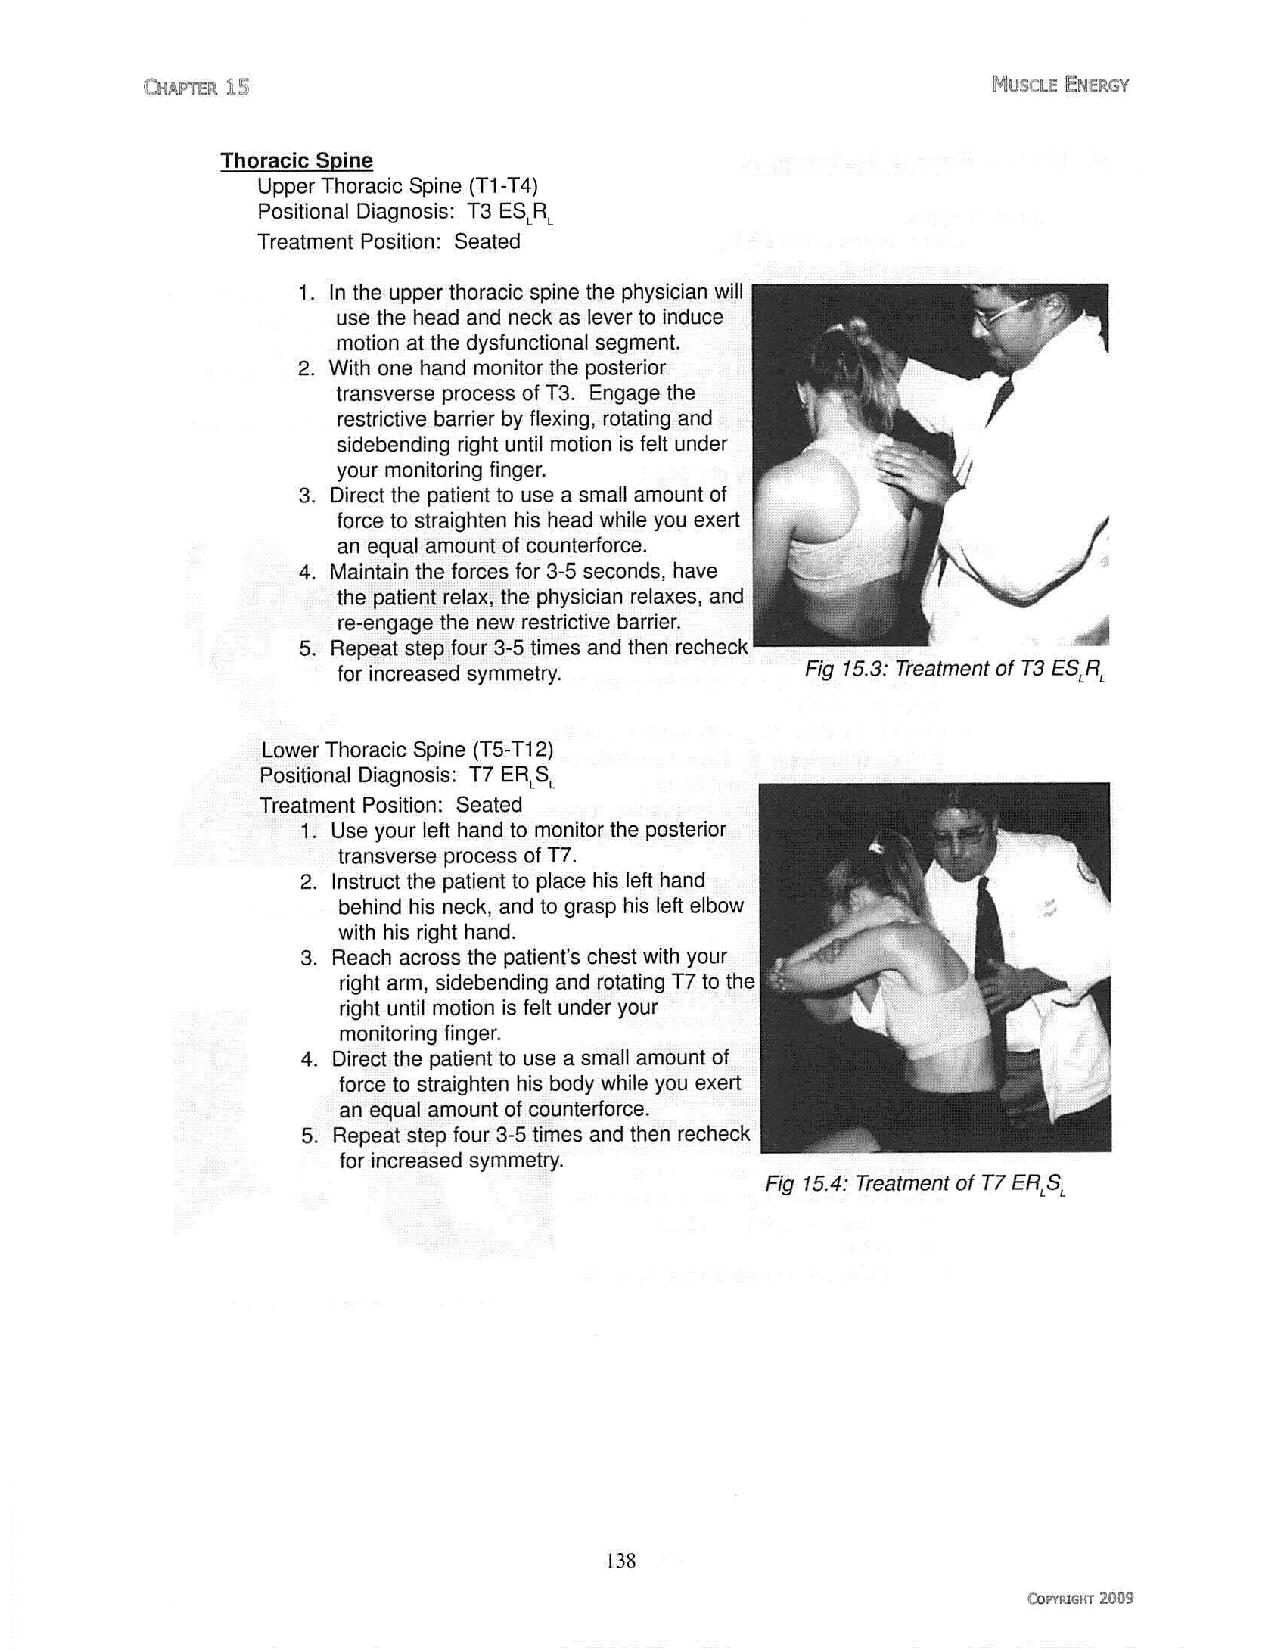 CHAPTER 15
MUSCLE ENERGY
Thoracic Spine
Upper Thoracic Spine (T1-T4)
Positional Diagnosis: T3 ESLRL
Treatment Position: Seated
1. In the upper thoracic spine the physician will
use the head and neck as lever to induce
motion at the dysfunctional segment.
2. With one hand monitor the posterior
transverse process of T3. Engage the
restrictive barrier by flexing, rotating and
sidebending right until motion is felt under
your monitoring finger.
3. Direct the patient to use a small amount of
force to straighten his head while you exert
an equal amount of counterforce.
4. Maintain the forces for 3-5 seconds, have
the patient relax, the physician relaxes, and
re-engage the new restrictive barrier.
5. Repeat step four 3-5 times and then recheck
for increased symmetry.
Fig 15.3: Treatment of T3 ESLRL
Lower Thoracic Spine (T5-T12)
Positional Diagnosis: T7 ERLSL
Treatment Position: Seated
1. Use your left hand to monitor the posterior
transverse process of T7.
2. Instruct the patient to place his left hand
behind his neck, and to grasp his left elbow
with his right hand.
3. Reach across the patient's chest with your
right arm, sidebending and rotating T7 to the
right until motion is felt under your
monitoring finger.
4. Direct the patient to use a small amount of
force to straighten his body while you exert
an equal amount of counterforce.
5. Repeat step four 3-5 times and then recheck
for increased symmetry.
Fig 15.4: Treatment of T7 ERLSL
138
COPYRIGHT 2009